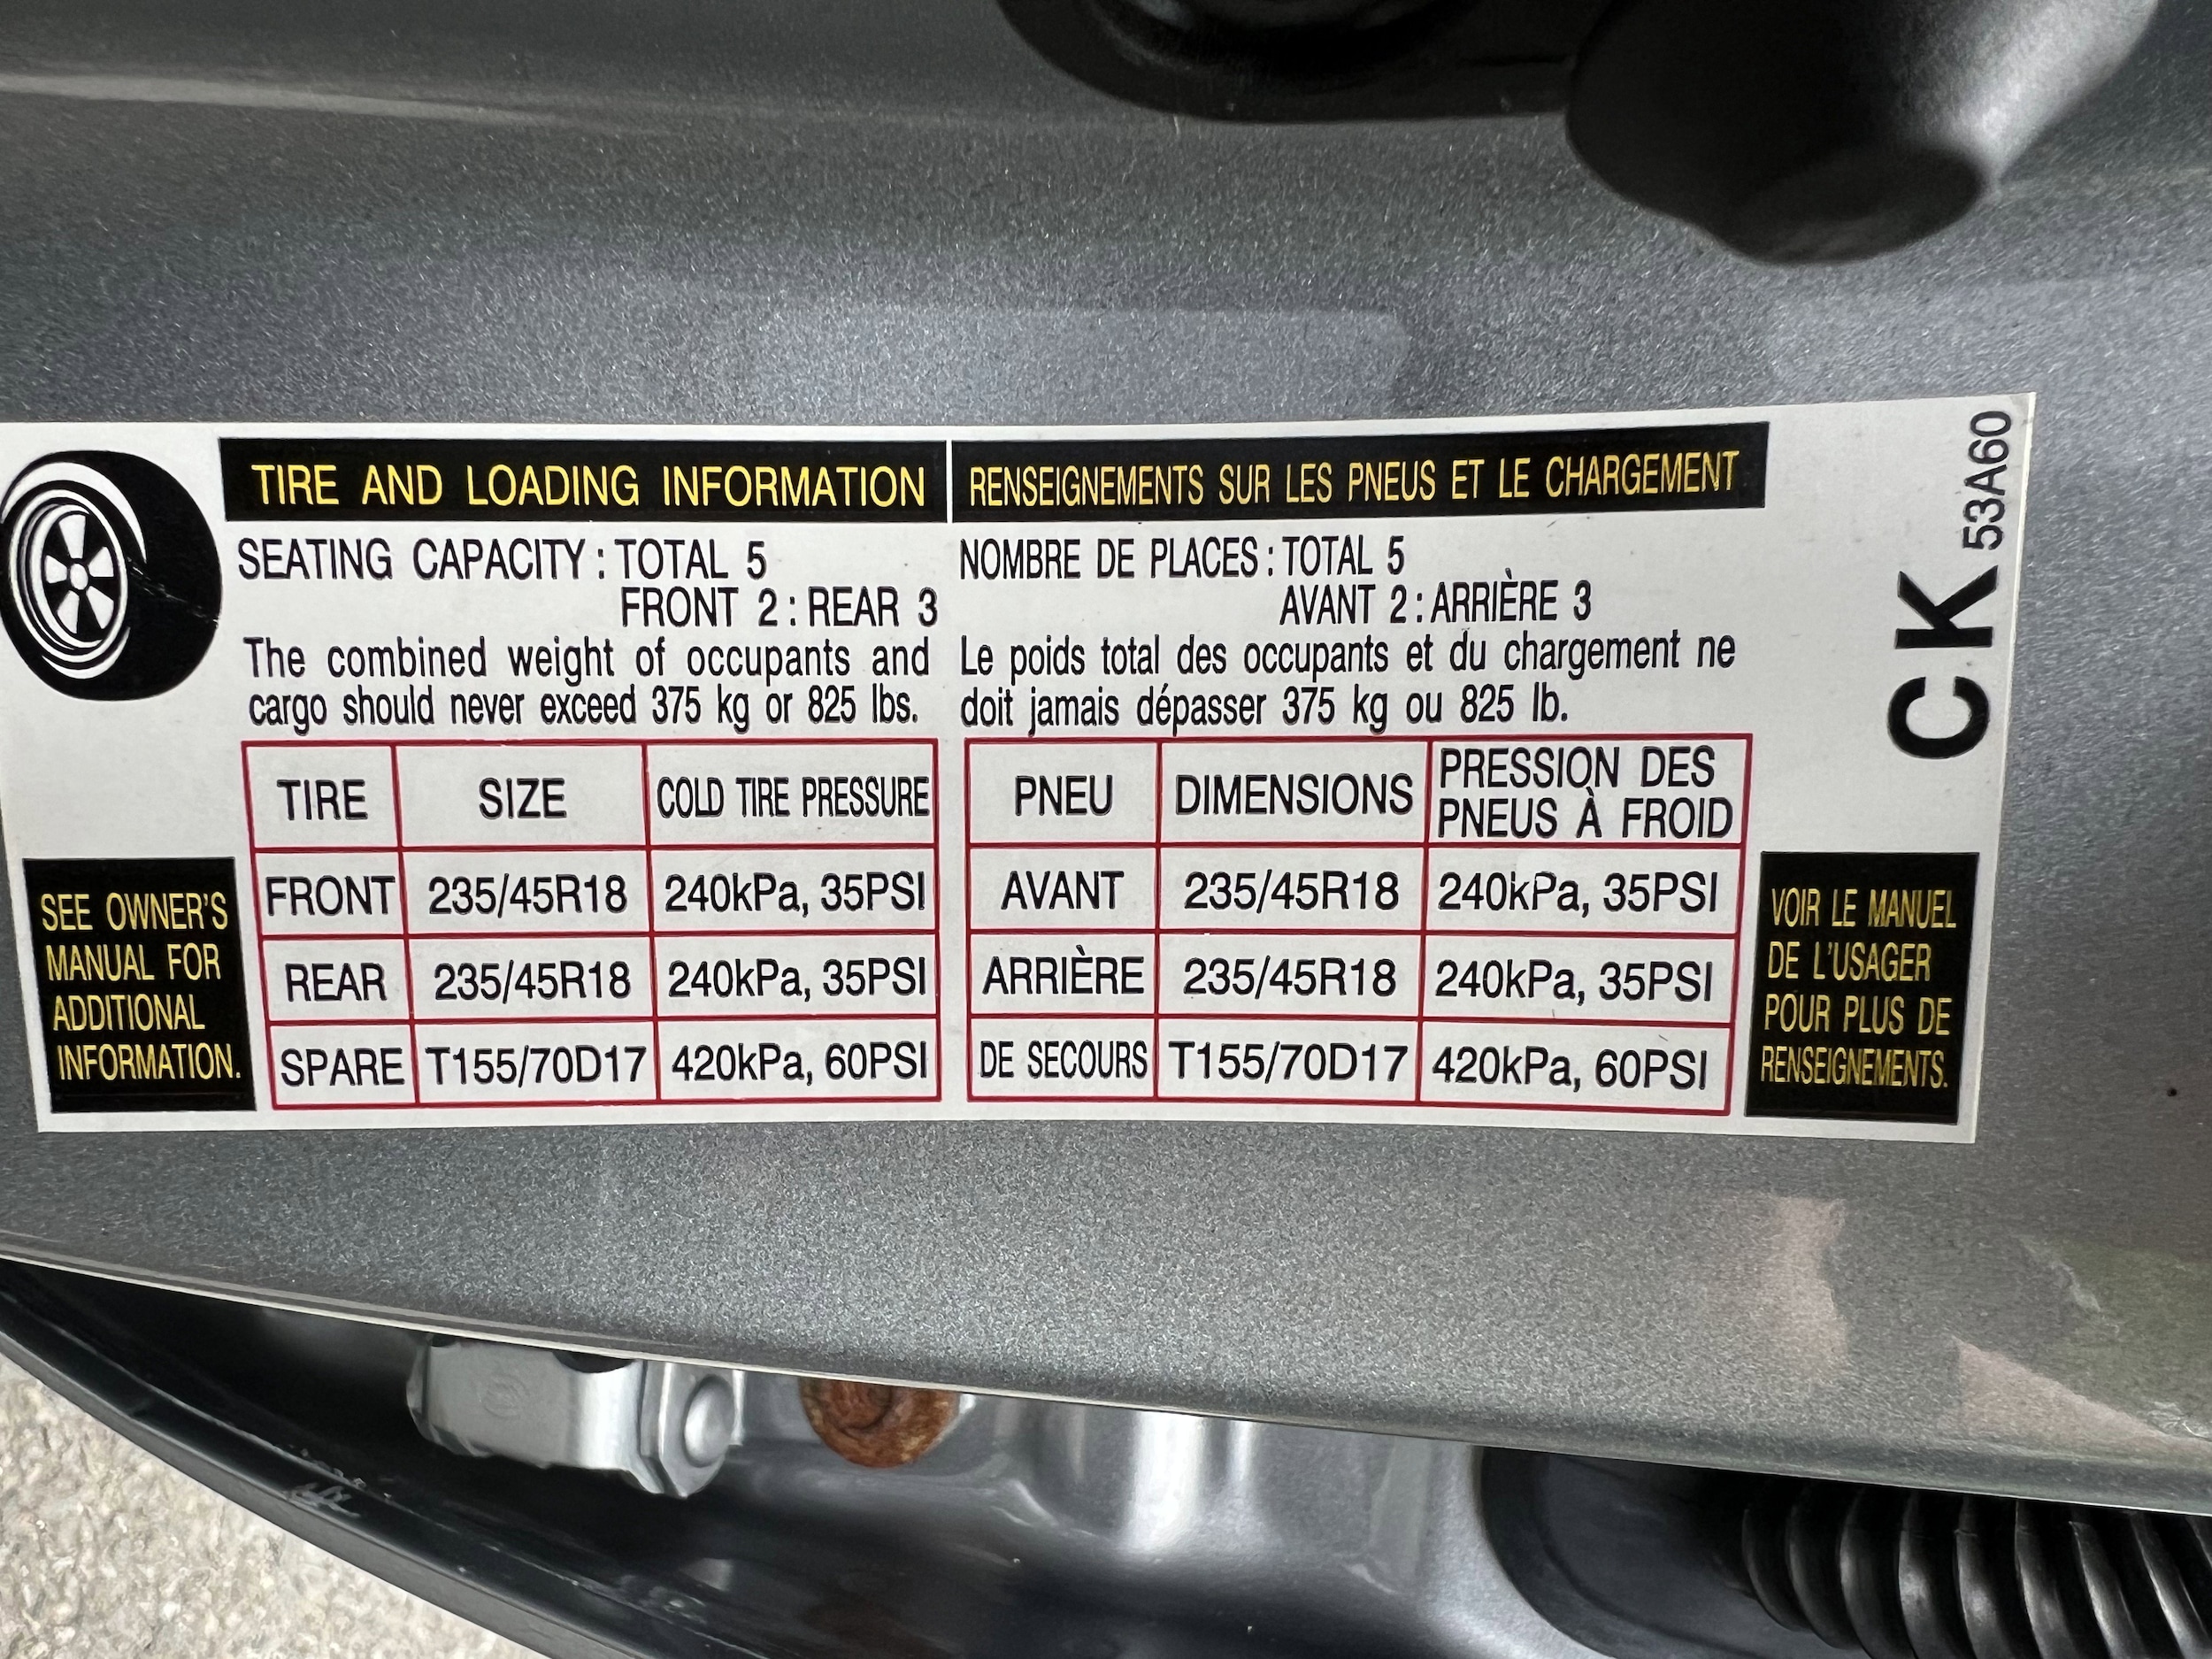 TIRE AND LOADING INFORMATION
SEATING CAPACITY : TOTAL 5
FRONT 2 : REAR 3
The combined weight of occupants and
cargo should never exceed 375 kg or 825 lbs.
TIRE SIZE COLD TIRE PRESSURE
FRONT 235/45R18 240kPa, 35PSI
REAR 235/45R18 240kPa, 35PSI
SPARE T155/70D17 420kPa, 60PSI
SEE OWNER'S
MANUAL FOR
ADDITIONAL
INFORMATION.
RENSEIGNEMENTS SUR LES PNEUS ET LE CHARGEMENT
NOMBRE DE PLACES : TOTAL 5
AVANT 2 : ARRIÈRE 3
Le poids total des occupants et du chargement ne
doit jamais dépasser 375 kg ou 825 lb.
PNEU DIMENSIONS PRESSION DES
PNEUS À FROID
AVANT 235/45R18 240kPa, 35PSI
ARRIÈRE 235/45R18 240kPa, 35PSI
DE SECOURS T155/70D17 420kPa, 60PSI
VOIR LE MANUEL
DE L'USAGER
POUR PLUS DE
RENSEIGNEMENTS.
CK
53A60